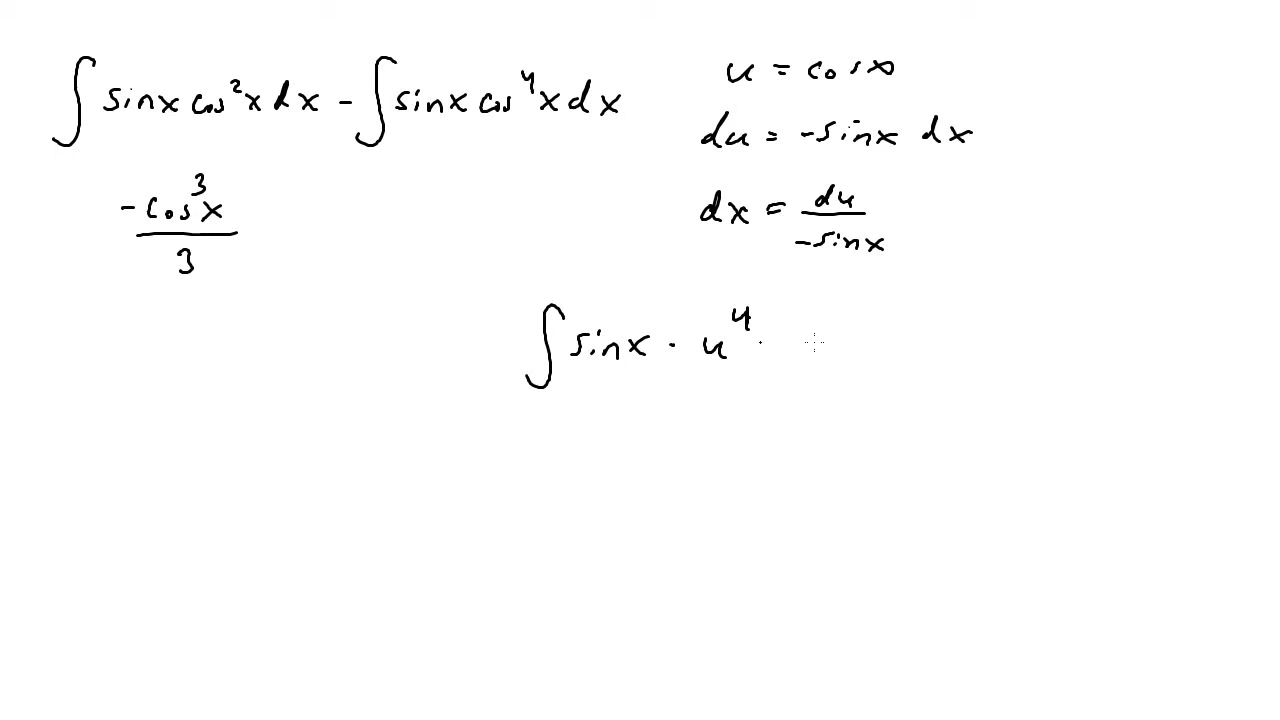 ∫ sinx cos²x dx - ∫ sinx cos⁴x dx
u = cosx
du = -sinx dx
-cos³x / 3
dx = du / -sinx
∫ sinx · u⁴ ·